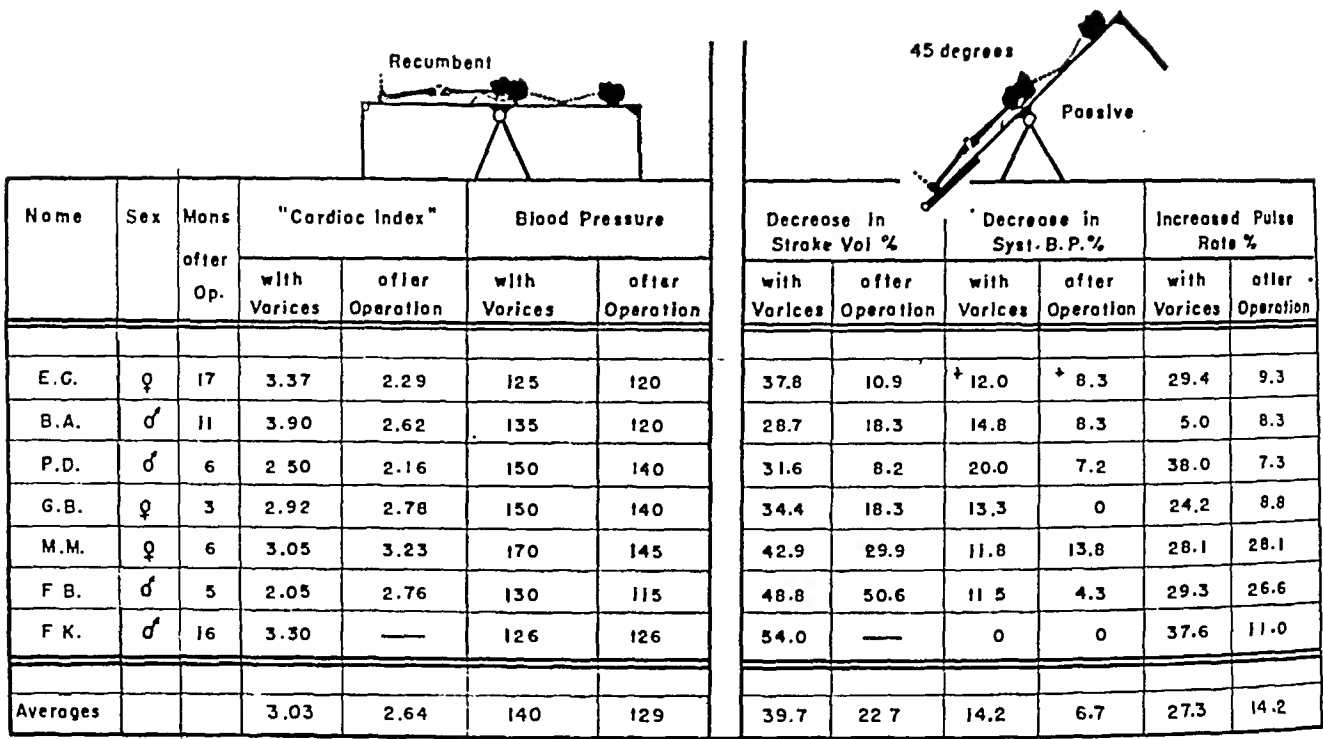 Recumbent
45 degrees
Passive
Name Sex Mons after Op. "Cardiac Index" Blood Pressure Decrease In Stroke Vol % Decrease in Syst. B.P.% Increased Pulse Rate %
with Varices after Operation with Varices after Operation with Varices after Operation with Varices after Operation with Varices after Operation
E.C. ♀ 17 3.37 2.29 125 120 37.8 10.9 + 12.0 + 8.3 29.4 9.3
B.A. ♂ 11 3.90 2.62 135 120 28.7 18.3 14.8 8.3 5.0 8.3
P.D. ♂ 6 2 50 2.16 150 140 31.6 8.2 20.0 7.2 38.0 7.3
G.B. ♀ 3 2.92 2.78 150 140 34.4 18.3 13.3 0 24.2 8.8
M.M. ♀ 6 3.05 3.23 170 145 42.9 29.9 11.8 13.8 28.1 28.1
F B. ♂ 5 2.05 2.76 130 115 48.8 50.6 11 5 4.3 29.3 26.6
F K. ♂ 16 3.30 — 126 126 54.0 — 0 0 37.6 11.0
Averages 3.03 2.64 140 129 39.7 22 7 14.2 6.7 27.3 14.2